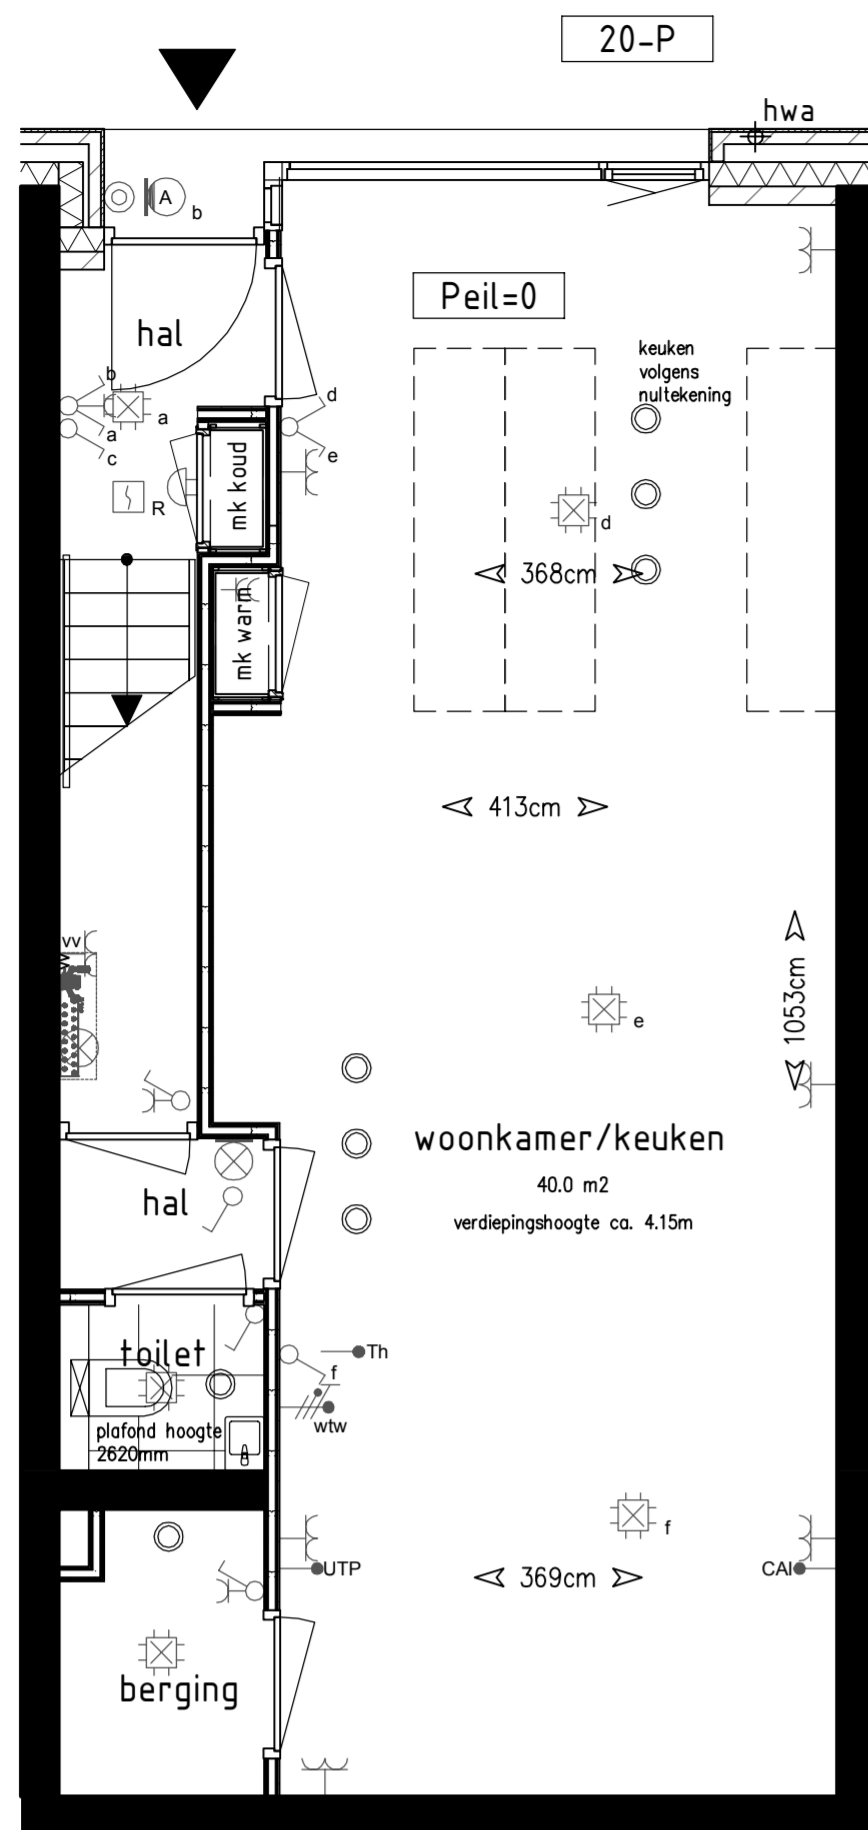 20-P
hwa
A
b
Peil=0
hal
keuken
volgens
nultekening
b
a
a
c
d
e
R
mk koud
d
368cm
mk warm
413cm
vv
1053cm
e
woonkamer/keuken
40.0 m2
verdiepingshoogte ca. 4.15m
hal
toilet
Th
f
plafond hoogte
2620mm
wtw
f
UTP
369cm
CAI
berging